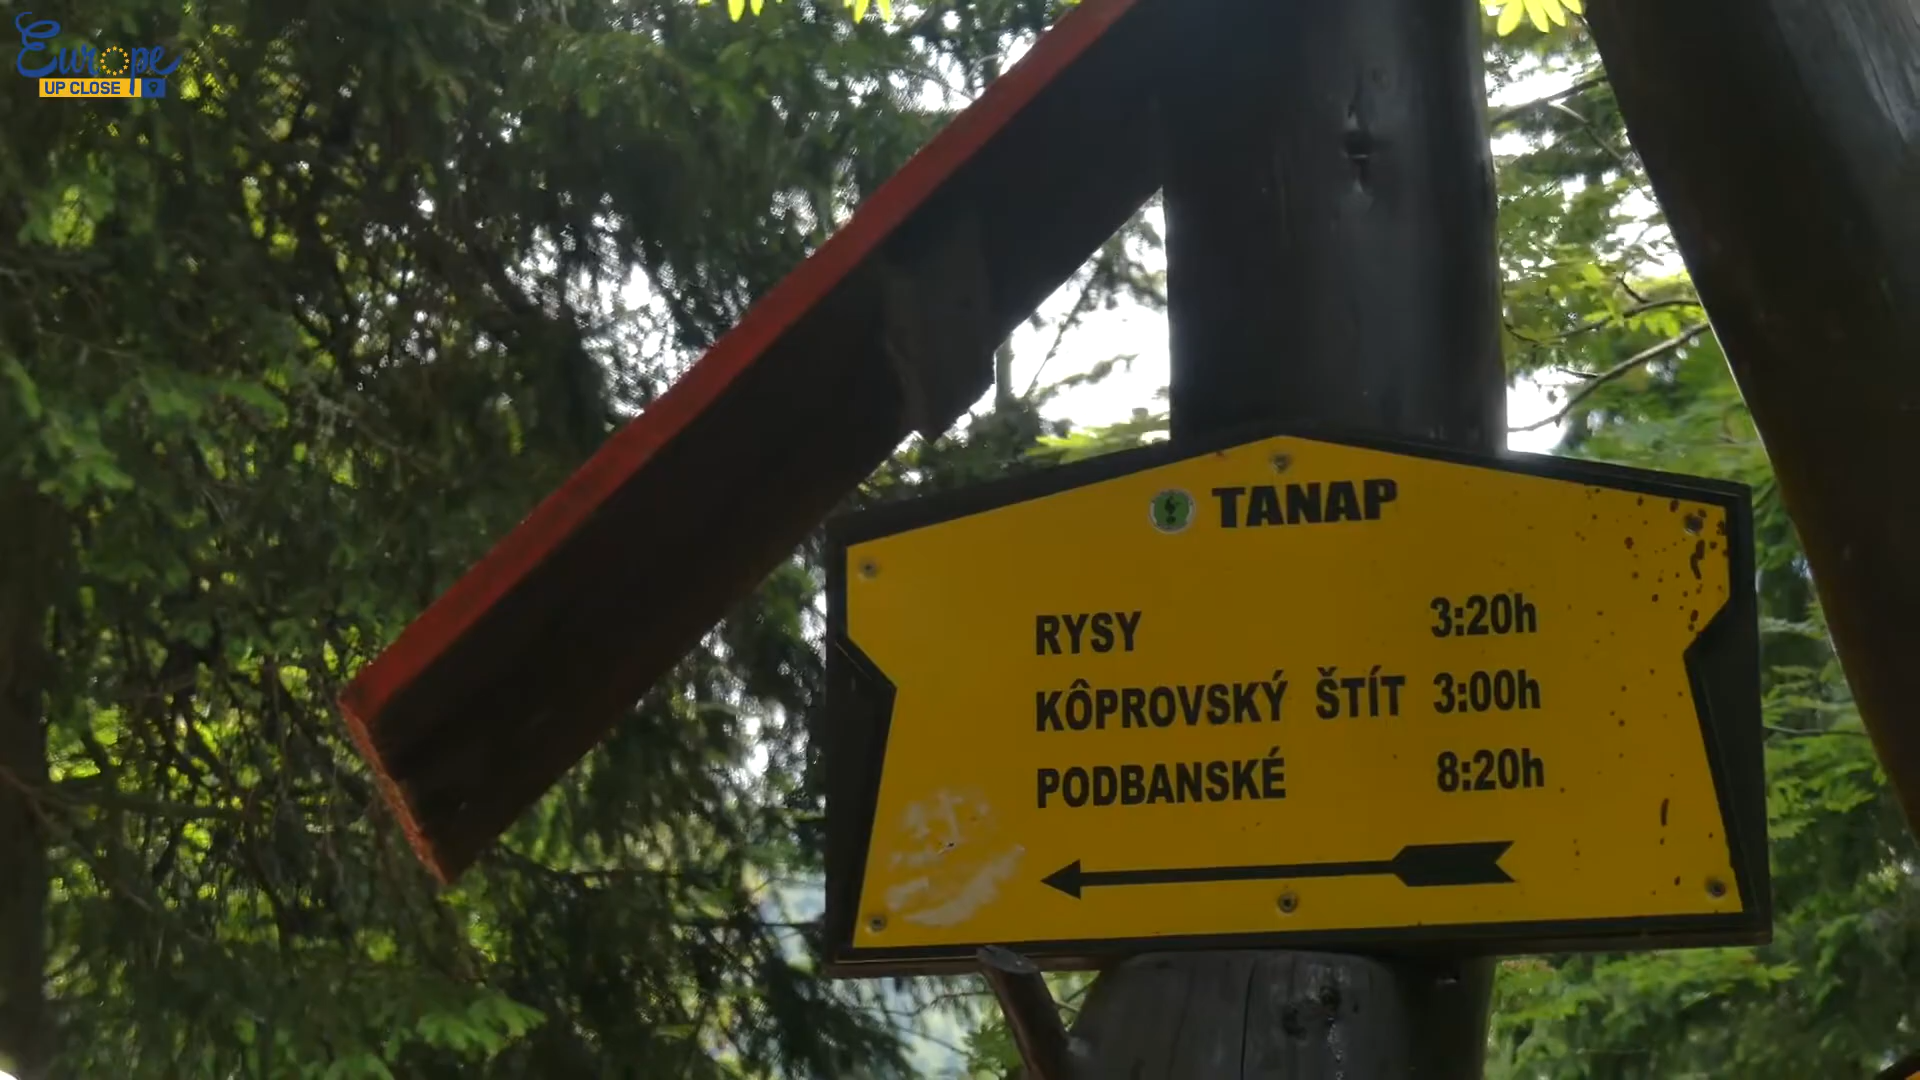 Europe
UP CLOSE
TANAP
RYSY 3:20h
KÔPROVSKÝ ŠTÍT 3:00h
PODBANSKÉ 8:20h